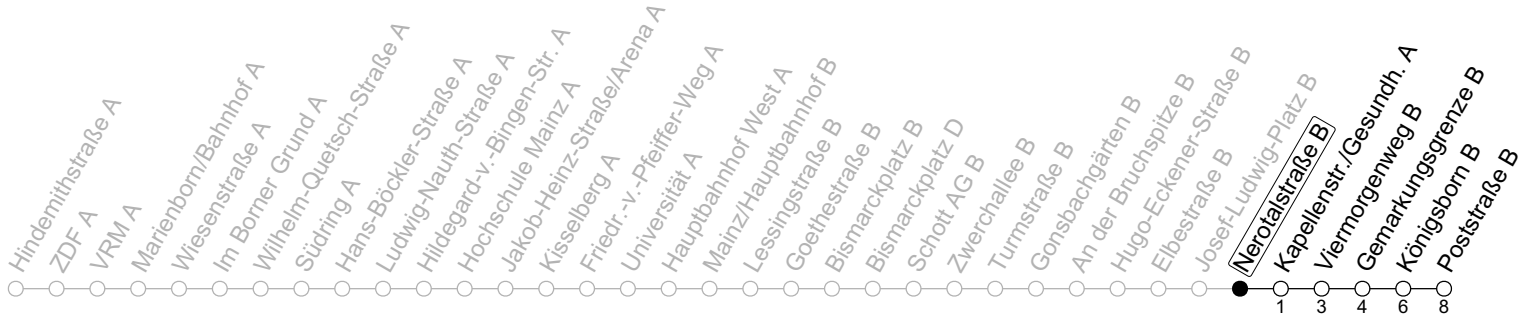 Hindemithstraße A
ZDF A
VRM A
Marienborn/Bahnhof A
Wiesenstraße A
Im Borner Grund A
Wilhelm-Quetsch-Straße A
Südring A
Hans-Böckler-Straße A
Ludwig-Nauth-Straße A
Hildegard-v.-Bingen-Str. A
Hochschule Mainz A
Jakob-Heinz-Straße/Arena A
Kisselberg A
Friedr.-v.-Pfeiffer-Weg A
Universität A
Hauptbahnhof West A
Mainz/Hauptbahnhof B
Lessingstraße B
Goethestraße B
Bismarckplatz B
Bismarckplatz D
Schott AG B
Zwerchallee B
Turmstraße B
Gonsbachgärten B
An der Bruchspitze B
Hugo-Eckener-Straße B
Elbestraße B
Josef-Ludwig-Platz B
Nerotalstraße B
Kapellenstr./Gesundh. A
Viermorgenweg B
Gemarkungsgrenze B
Königsborn B
Poststraße B
1 3 4 6 8